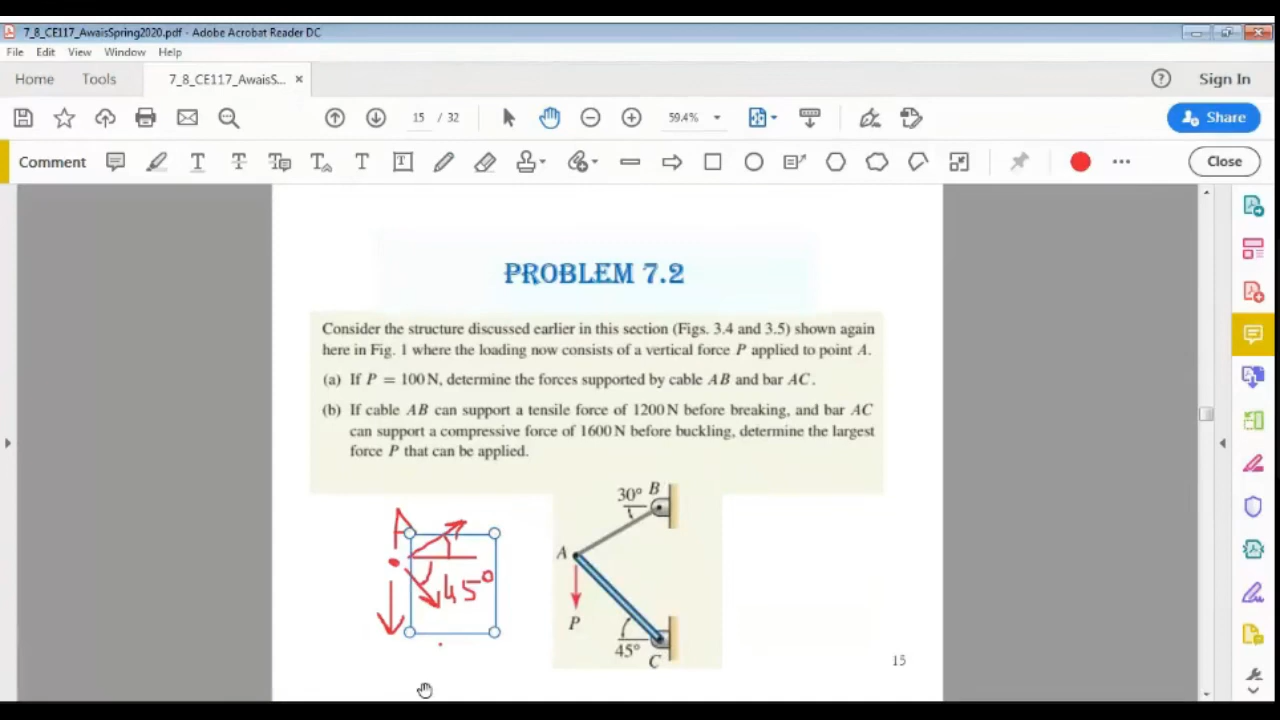 7_8_CE117_AwaisSpring2020.pdf - Adobe Acrobat Reader DC
File Edit View Window Help
Home Tools 7_8_CE117_AwaisS... × Sign In
15 / 32 59.4% Share
Comment Close
PROBLEM 7.2
Consider the structure discussed earlier in this section (Figs. 3.4 and 3.5) shown again
here in Fig. 1 where the loading now consists of a vertical force P applied to point A.
(a) If P = 100 N, determine the forces supported by cable AB and bar AC.
(b) If cable AB can support a tensile force of 1200 N before breaking, and bar AC
can support a compressive force of 1600 N before buckling, determine the largest
force P that can be applied.
30° B
A
P
45°
C
A
45°
15